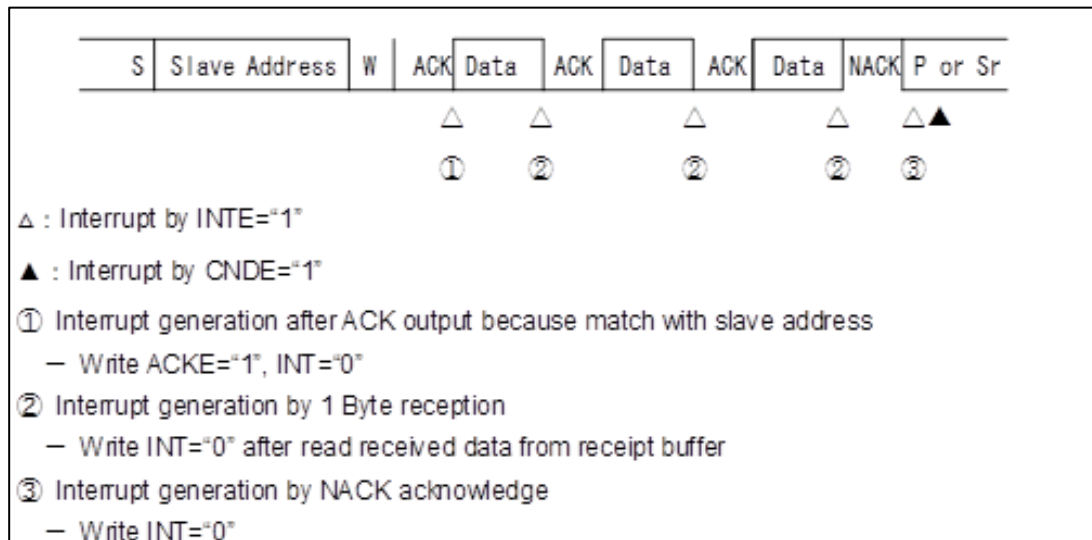 S Slave Address W ACK Data ACK Data ACK Data NACK P or Sr
△ △ △ △ △▲
① ② ② ② ③
△ : Interrupt by INTE=“1”
▲ : Interrupt by CNDE=“1”
① Interrupt generation after ACK output because match with slave address
– Write ACKE=“1”, INT=“0”
② Interrupt generation by 1 Byte reception
– Write INT=“0” after read received data from receipt buffer
③ Interrupt generation by NACK acknowledge
– Write INT=“0”